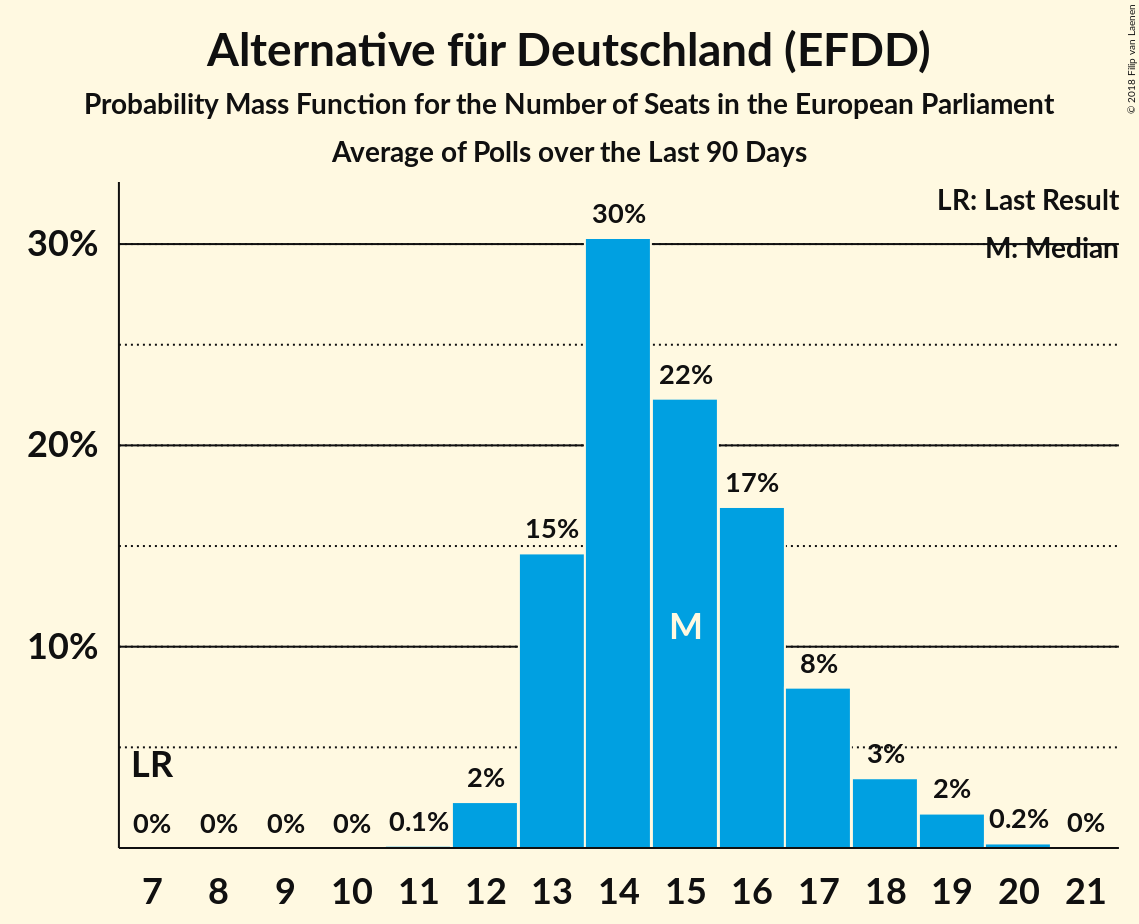 Alternative für Deutschland (EFDD)
Probability Mass Function for the Number of Seats in the European Parliament
Average of Polls over the Last 90 Days
© 2018 Filip van Laenen
LR: Last Result
M: Median
30%
20%
10%
30%
22%
17%
15%
M
8%
LR
3%
2%
2%
0%
0%
0%
0%
0.1%
0.2%
0%
7 8 9 10 11 12 13 14 15 16 17 18 19 20 21